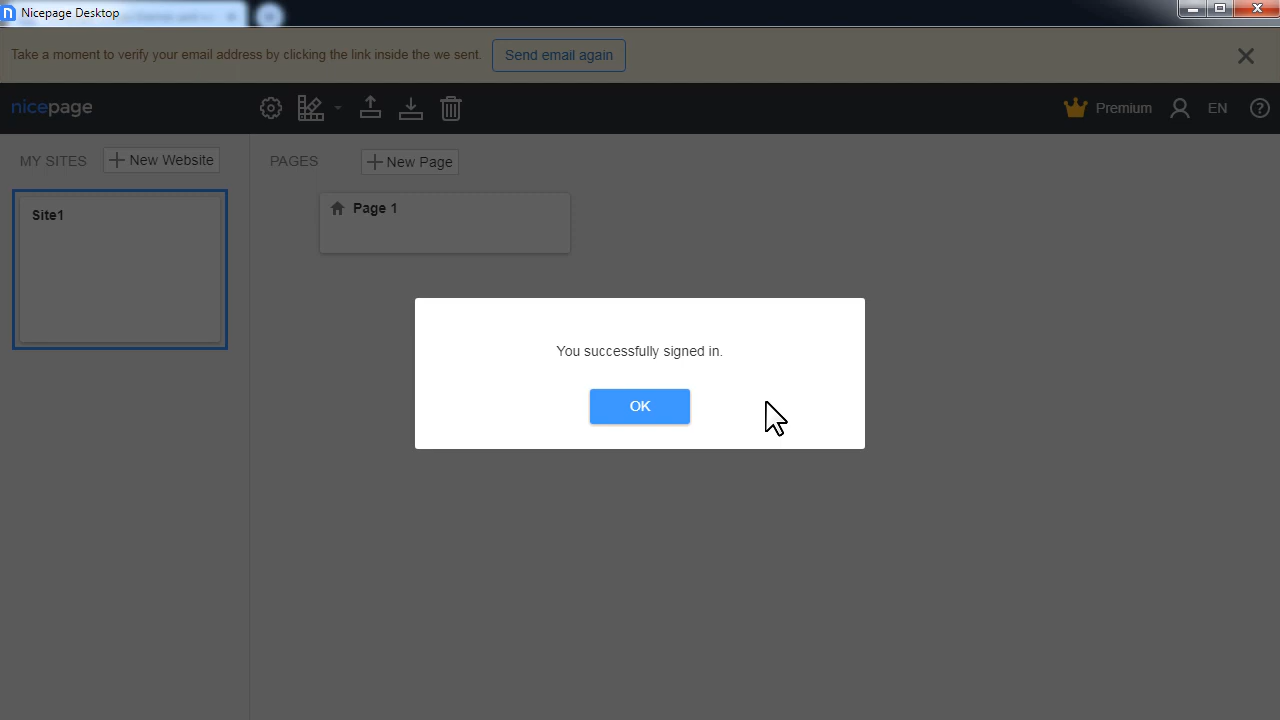 Nicepage Desktop
Take a moment to verify your email address by clicking the link inside the we sent. Send email again
nicepage Premium EN
MY SITES New Website PAGES New Page
Site1 Page 1
You successfully signed in.
OK